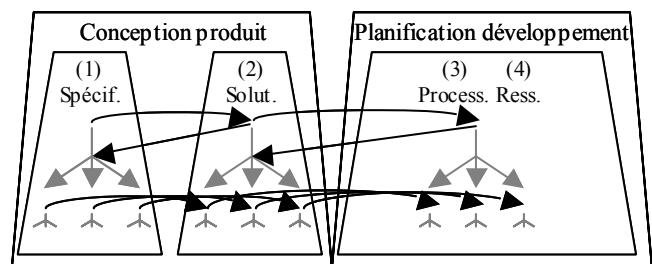 Conception produit
Planification développement
(1)
Spécif.
(2)
Solut.
(3) (4)
Process. Ress.